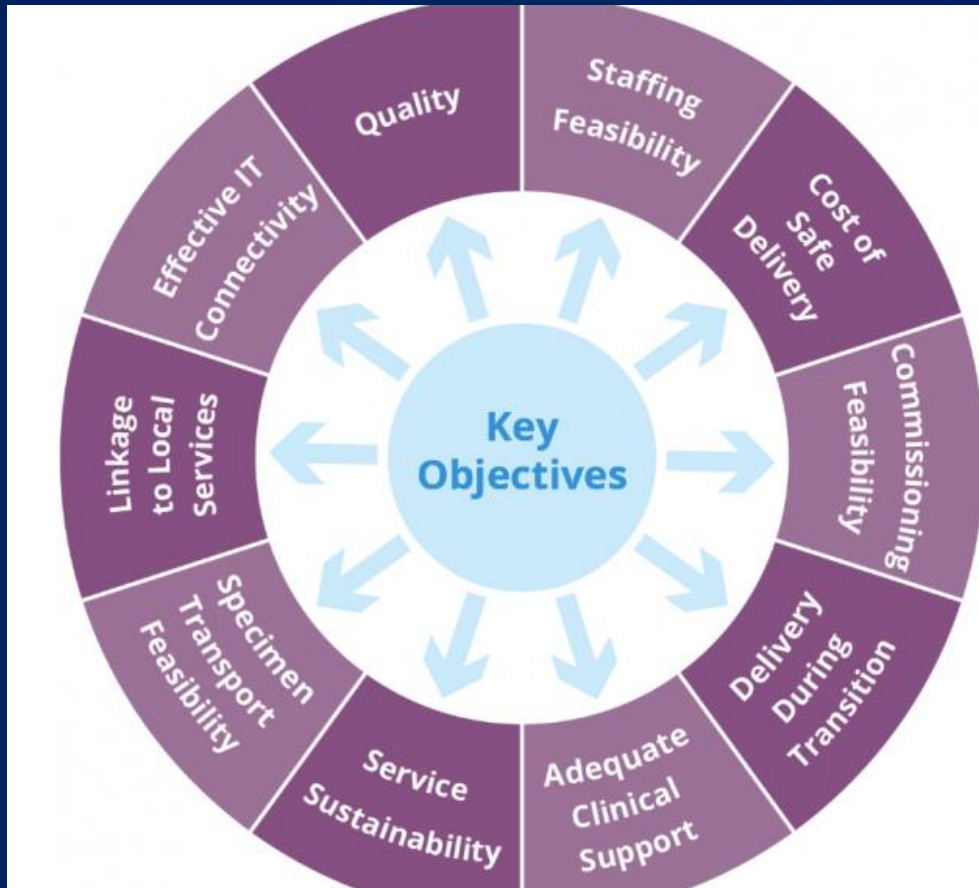 Key
Objectives
Quality
Staffing
Feasibility
Cost of
Safe
Delivery
Commissioning
Feasibility
Delivery
During
Transition
Adequate
Clinical
Support
Service
Sustainability
Specimen
Transport
Feasibility
Linkage
to Local
Services
Effective IT
Connectivity